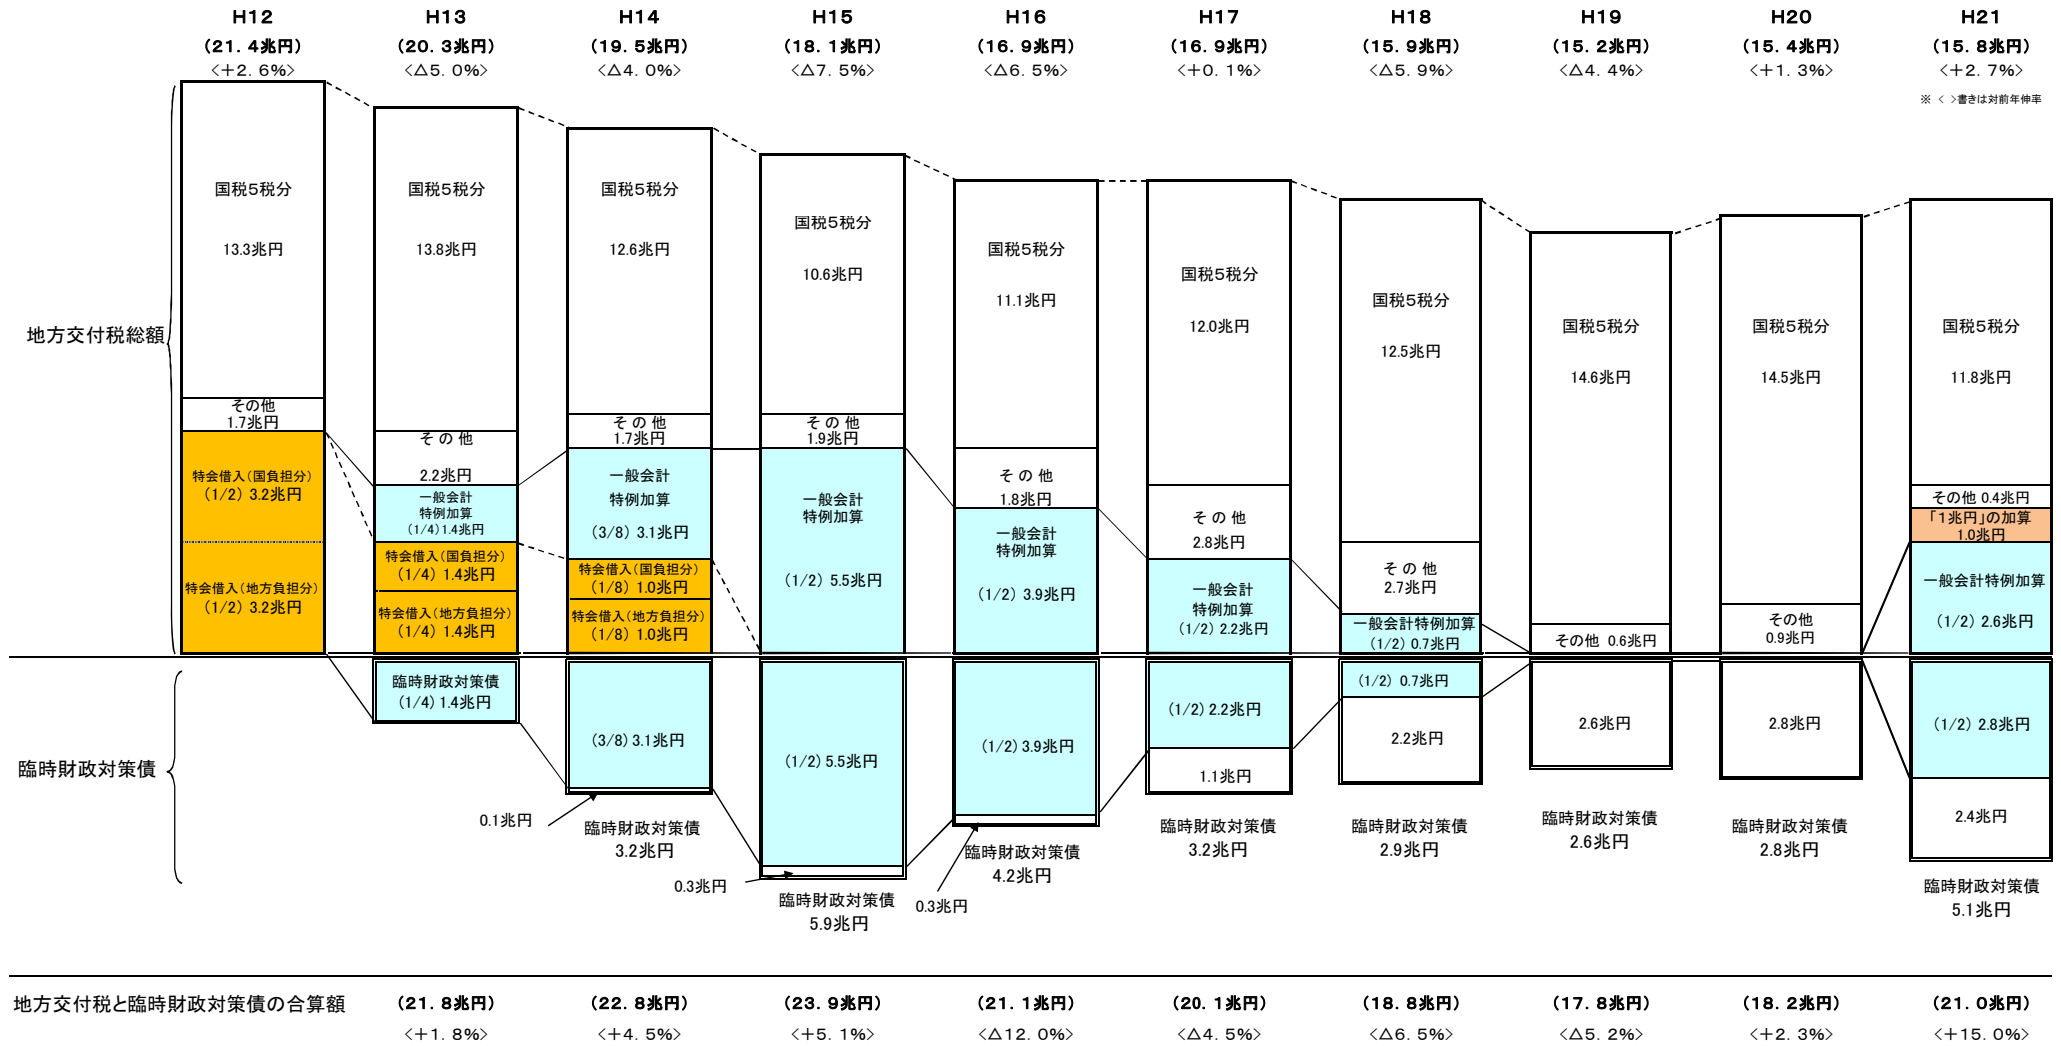 H12 H13 H14 H15 H16 H17 H18 H19 H20 H21
(21.4兆円) (20.3兆円) (19.5兆円) (18.1兆円) (16.9兆円) (16.9兆円) (15.9兆円) (15.2兆円) (15.4兆円) (15.8兆円)
<+2.6%> <△5.0%> <△4.0%> <△7.5%> <△6.5%> <+0.1%> <△5.9%> <△4.4%> <+1.3%> <+2.7%>
※ < >書きは対前年伸率
地方交付税総額
国税5税分
13.3兆円
その他
1.7兆円
特会借入(国負担分)
(1/2) 3.2兆円
特会借入(地方負担分)
(1/2) 3.2兆円
国税5税分
13.8兆円
その他
2.2兆円
一般会計
特例加算
(1/4)1.4兆円
特会借入(国負担分)
(1/4) 1.4兆円
特会借入(地方負担分)
(1/4) 1.4兆円
国税5税分
12.6兆円
その他
1.7兆円
一般会計
特例加算
(3/8) 3.1兆円
特会借入(国負担分)
(1/8) 1.0兆円
特会借入(地方負担分)
(1/8) 1.0兆円
国税5税分
10.6兆円
その他
1.9兆円
一般会計
特例加算
(1/2) 5.5兆円
国税5税分
11.1兆円
その他
1.8兆円
一般会計
特例加算
(1/2) 3.9兆円
国税5税分
12.0兆円
その他
2.8兆円
一般会計
特例加算
(1/2) 2.2兆円
国税5税分
12.5兆円
その他
2.7兆円
一般会計特例加算
(1/2) 0.7兆円
国税5税分
14.6兆円
その他 0.6兆円
国税5税分
14.5兆円
その他
0.9兆円
国税5税分
11.8兆円
その他 0.4兆円
「1兆円」の加算
1.0兆円
一般会計特例加算
(1/2) 2.6兆円
臨時財政対策債
臨時財政対策債
(1/4) 1.4兆円
(3/8) 3.1兆円
0.1兆円
臨時財政対策債
3.2兆円
(1/2) 5.5兆円
0.3兆円
臨時財政対策債
5.9兆円
(1/2) 3.9兆円
0.3兆円
臨時財政対策債
4.2兆円
(1/2) 2.2兆円
1.1兆円
臨時財政対策債
3.2兆円
(1/2) 0.7兆円
2.2兆円
臨時財政対策債
2.9兆円
2.6兆円
臨時財政対策債
2.6兆円
2.8兆円
臨時財政対策債
2.8兆円
(1/2) 2.8兆円
2.4兆円
臨時財政対策債
5.1兆円
地方交付税と臨時財政対策債の合算額 (21.8兆円) (22.8兆円) (23.9兆円) (21.1兆円) (20.1兆円) (18.8兆円) (17.8兆円) (18.2兆円) (21.0兆円)
<+1.8%> <+4.5%> <+5.1%> <△12.0%> <△4.5%> <△6.5%> <△5.2%> <+2.3%> <+15.0%>